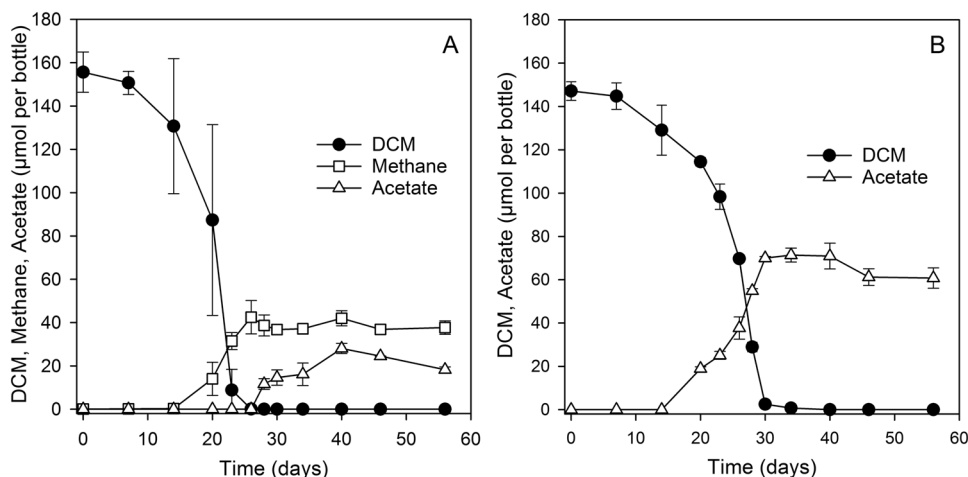 A
DCM, Methane, Acetate (µmol per bottle)
180
160
140
120
100
80
60
40
20
0
DCM
Methane
Acetate
0 10 20 30 40 50 60
Time (days)
B
DCM, Acetate (µmol per bottle)
180
160
140
120
100
80
60
40
20
0
DCM
Acetate
0 10 20 30 40 50 60
Time (days)